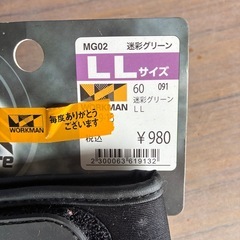 MG02 迷彩グリーン
LLサイズ
60 091
迷彩グリーン
LL
WORKMAN
毎度ありがとう
ございます
WORKMAN
税込 ¥980
2300063619132
re